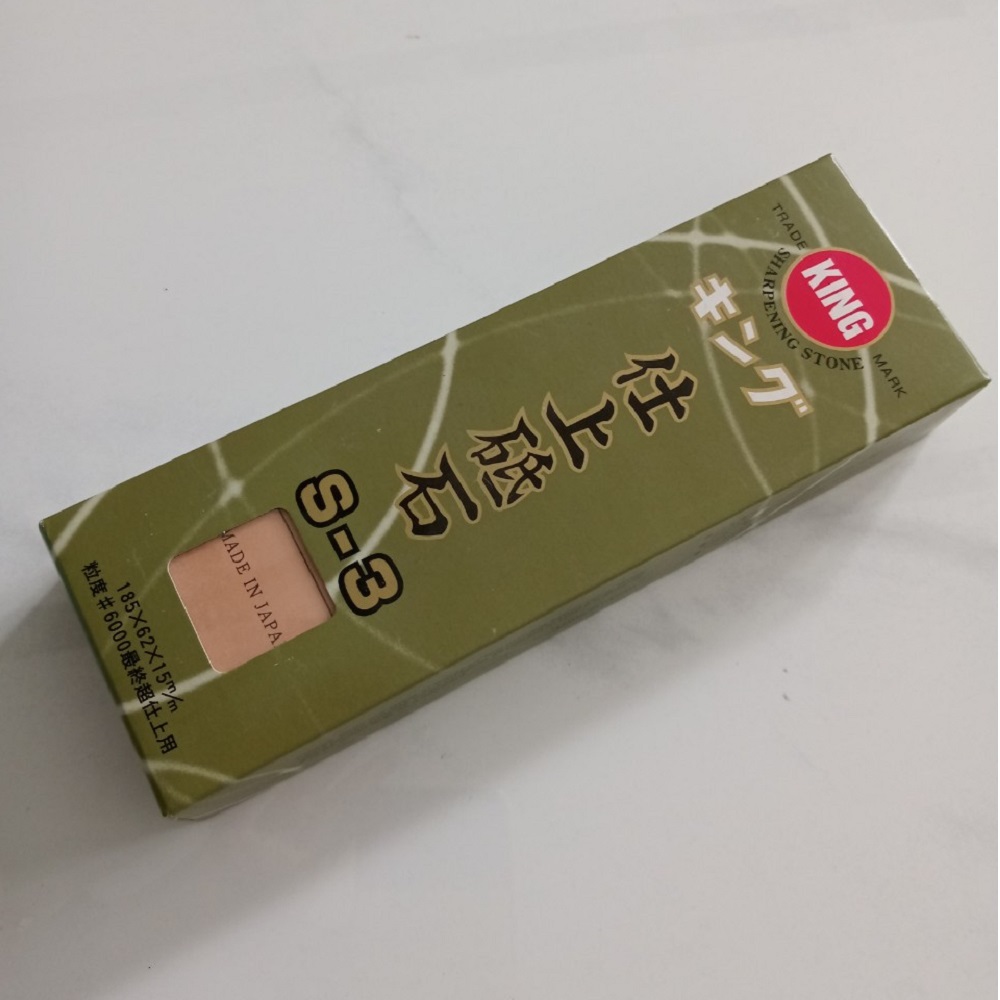 TRADE MARK
KING
SHARPENING STONE
キング
仕上砥石
S-3
MADE IN JAPA
185×62×15m/m
粒度#6000最終超仕上用